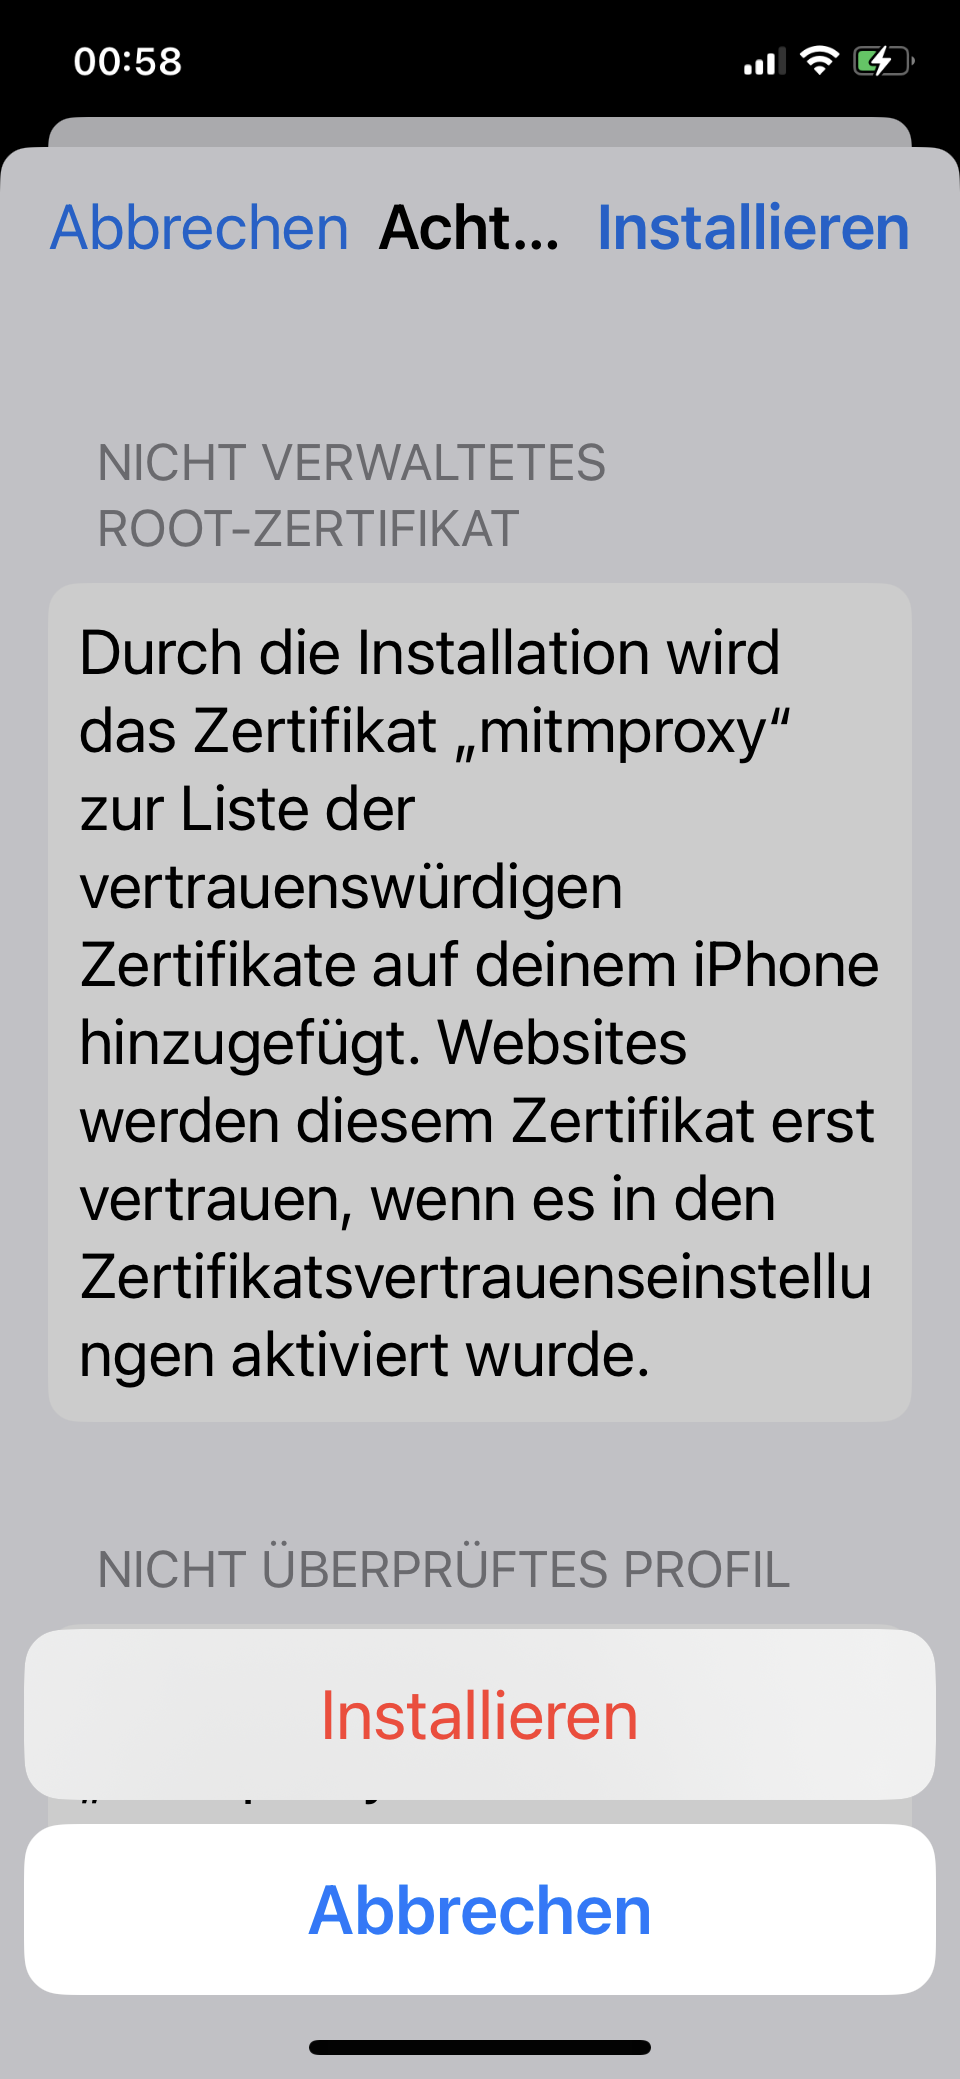 00:58
Abbrechen Acht... Installieren
NICHT VERWALTETES
ROOT-ZERTIFIKAT
Durch die Installation wird
das Zertifikat „mitmproxy“
zur Liste der
vertrauenswürdigen
Zertifikate auf deinem iPhone
hinzugefügt. Websites
werden diesem Zertifikat erst
vertrauen, wenn es in den
Zertifikatsvertrauenseinstellu
ngen aktiviert wurde.
NICHT ÜBERPRÜFTES PROFIL
Installieren
Abbrechen